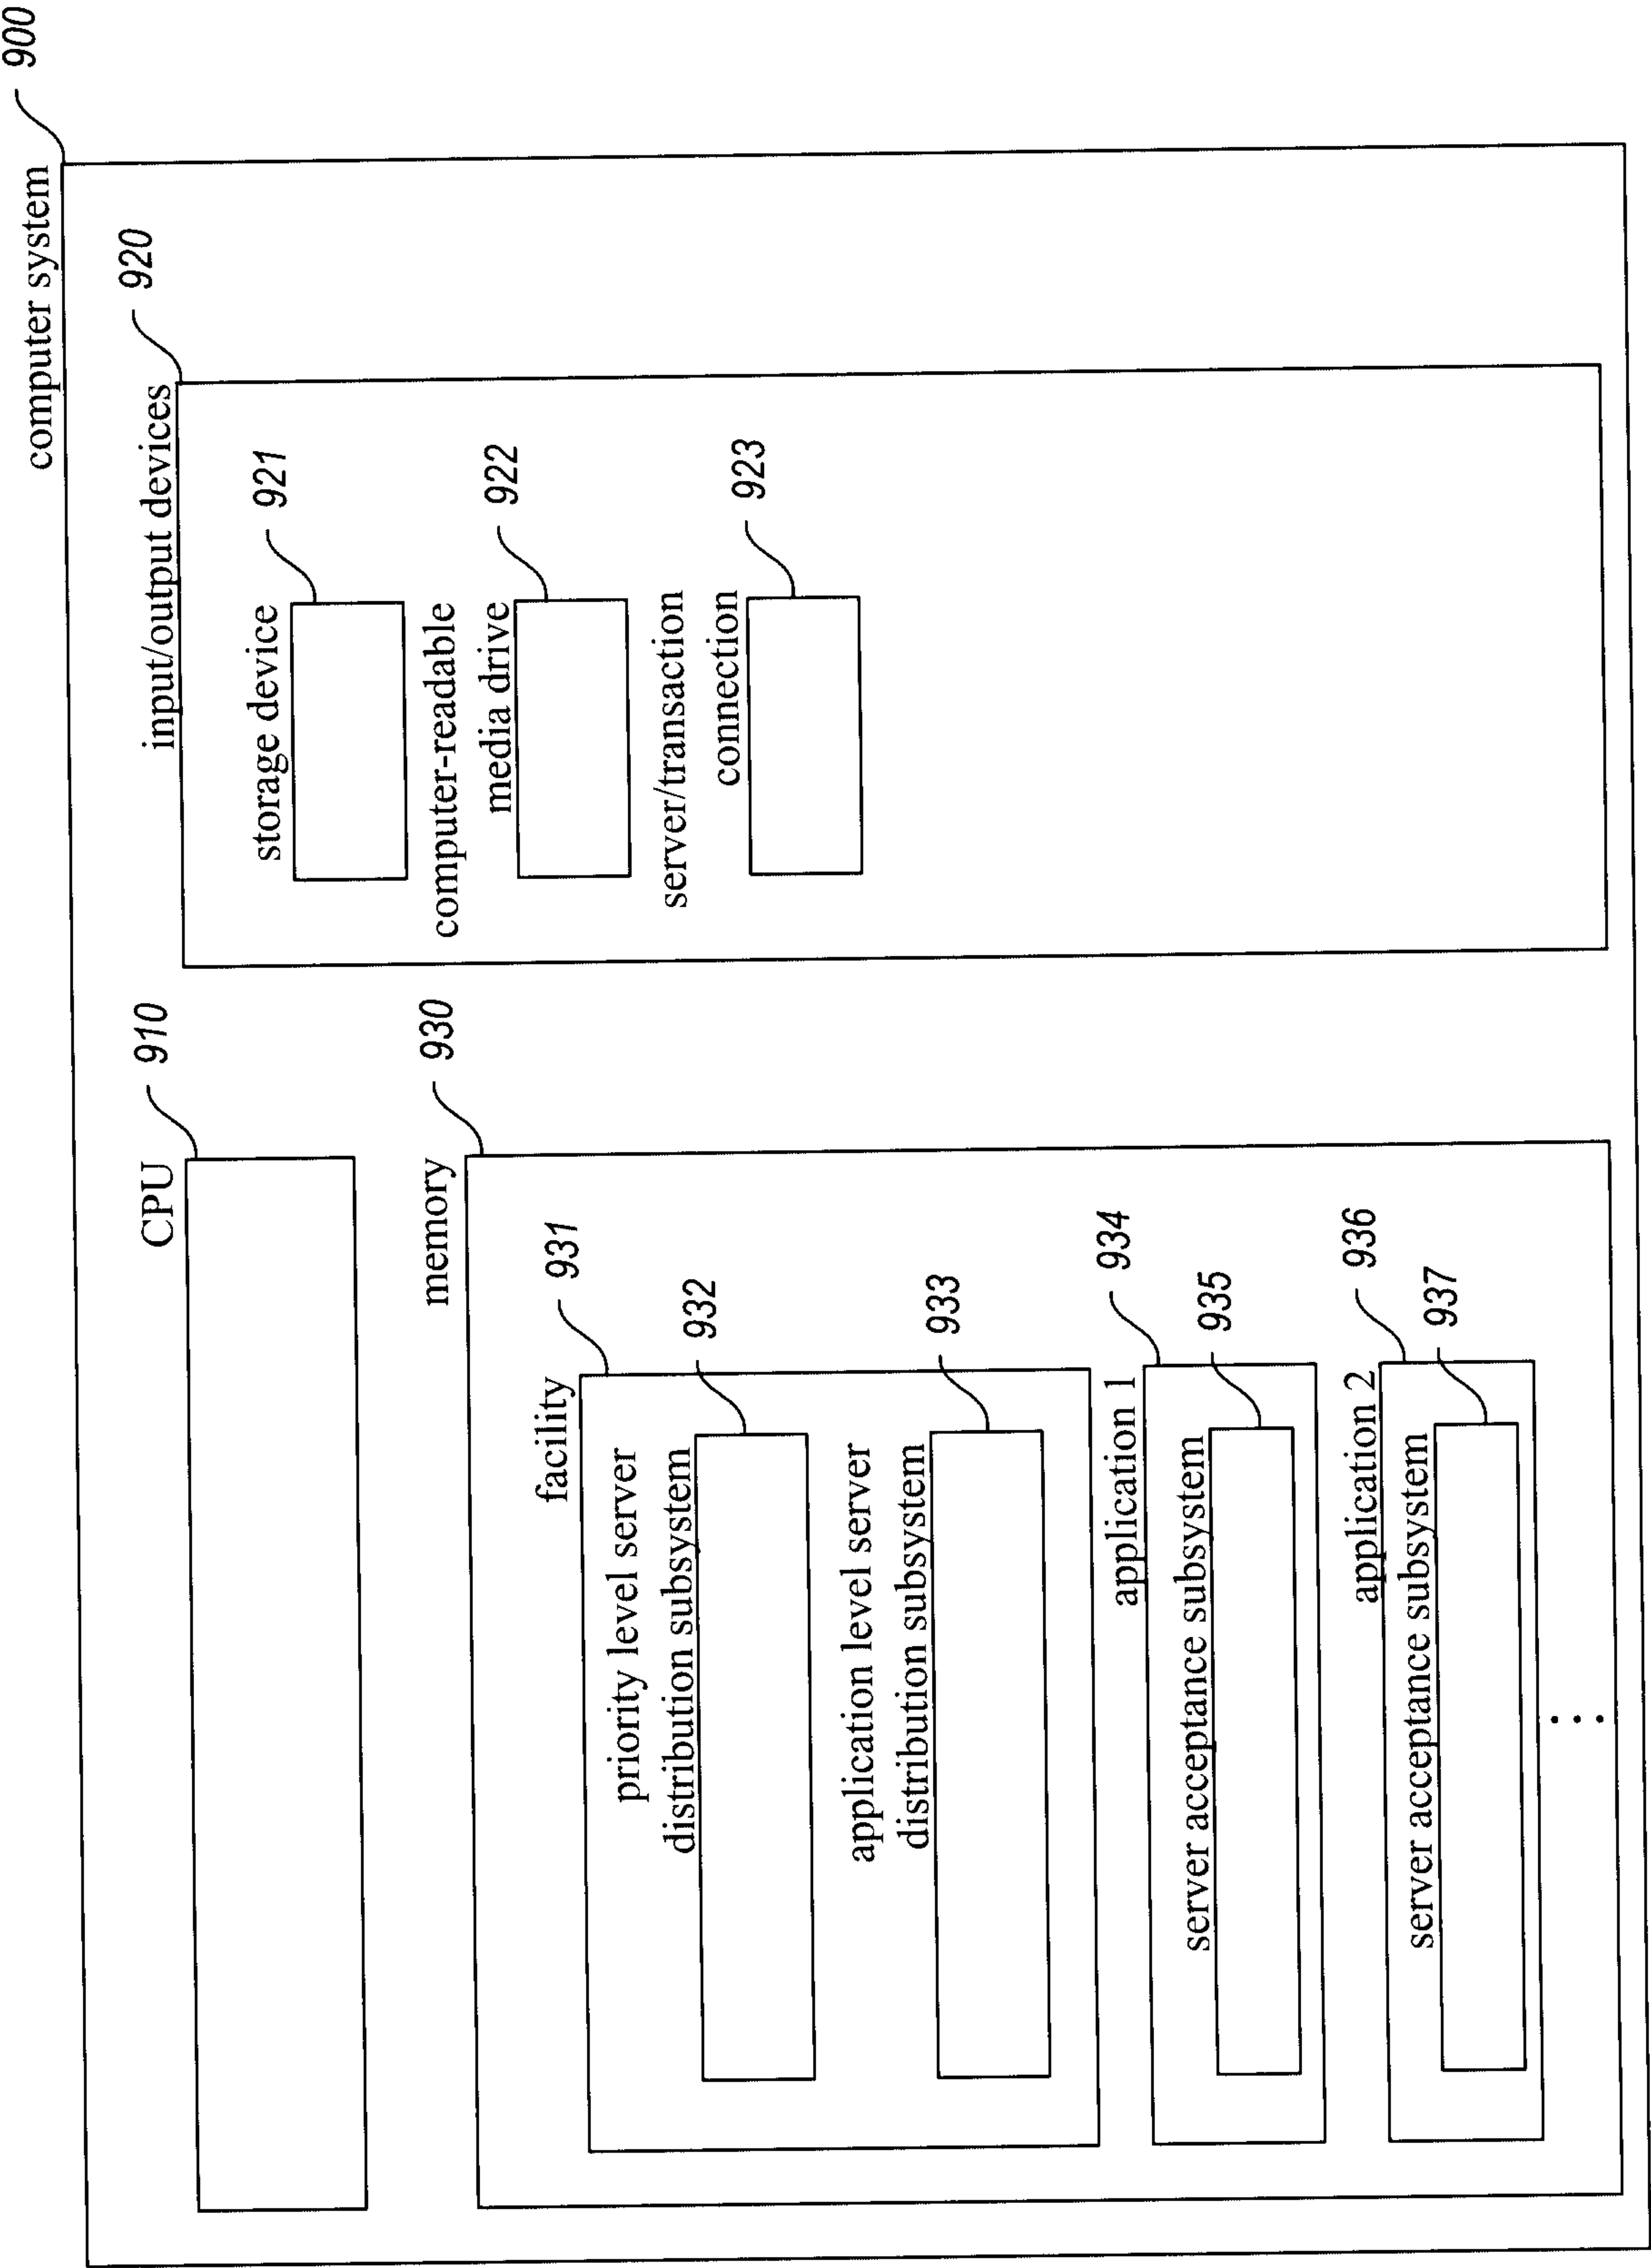 computer system
900
CPU
910
memory
930
facility
931
priority level server
distribution subsystem
932
application level server
distribution subsystem
933
application 1
934
server acceptance subsystem
935
application 2
936
server acceptance subsystem
937
input/output devices
920
storage device
921
computer-readable
media drive
922
server/transaction
connection
923